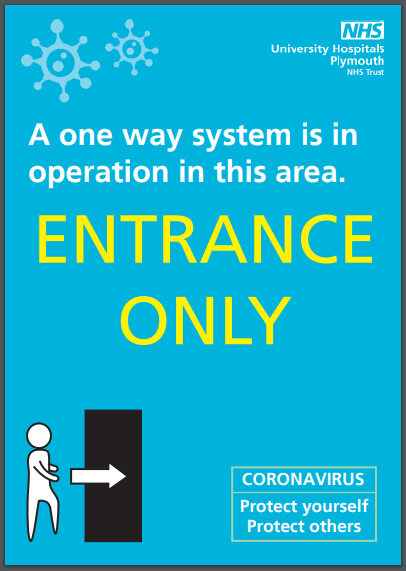 NHS
University Hospitals
Plymouth
NHS Trust
A one way system is in
operation in this area.
ENTRANCE
ONLY
CORONAVIRUS
Protect yourself
Protect others